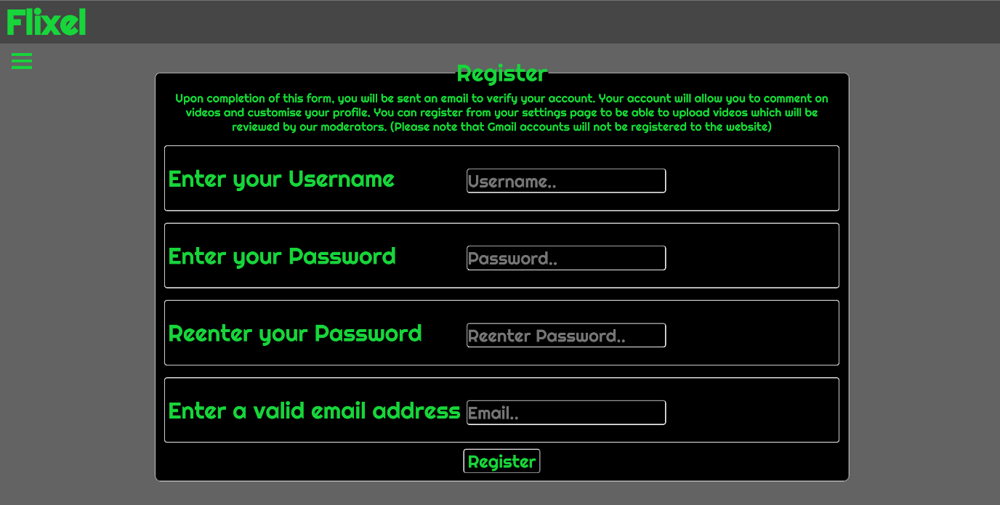 Flixel
Register
Upon completion of this form, you will be sent an email to verify your account. Your account will allow you to comment on
videos and customise your profile. You can register from your settings page to be able to upload videos which will be
reviewed by our moderators. (Please note that Gmail accounts will not be registered to the website)
Enter your Username
Username..
Enter your Password
Password..
Reenter your Password
Reenter Password..
Enter a valid email address
Email..
Register